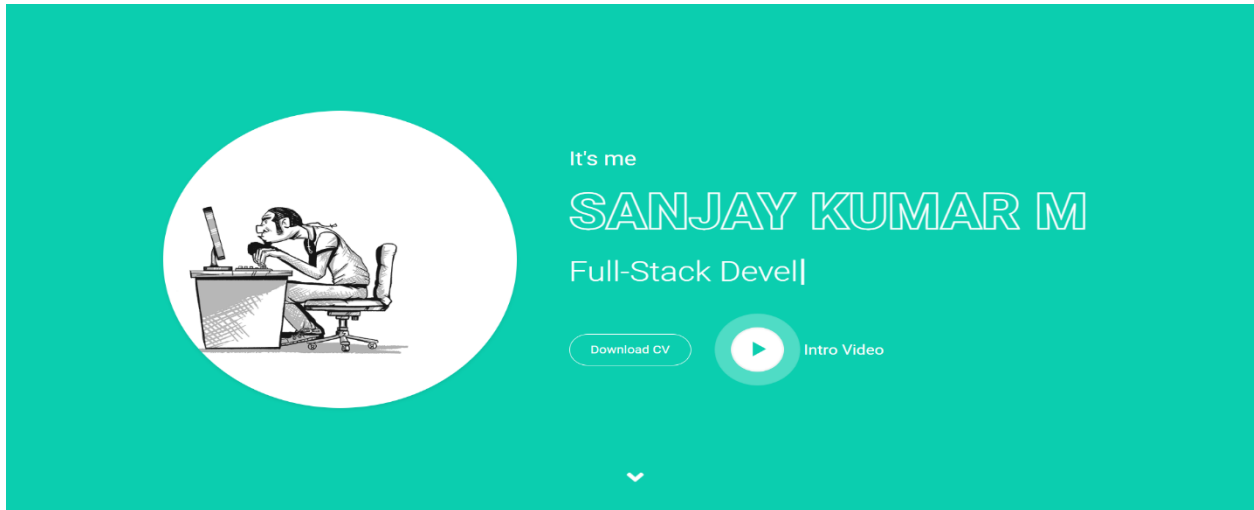 It's me
SANJAY KUMAR M
Full-Stack Devel
Download CV
Intro Video